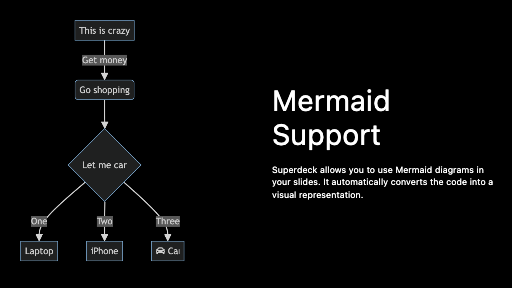 This is crazy
Get money
Go shopping
Let me car
One
Two
Three
Laptop
iPhone
Car
Mermaid
Support
Superdeck allows you to use Mermaid diagrams in
your slides. It automatically converts the code into a
visual representation.